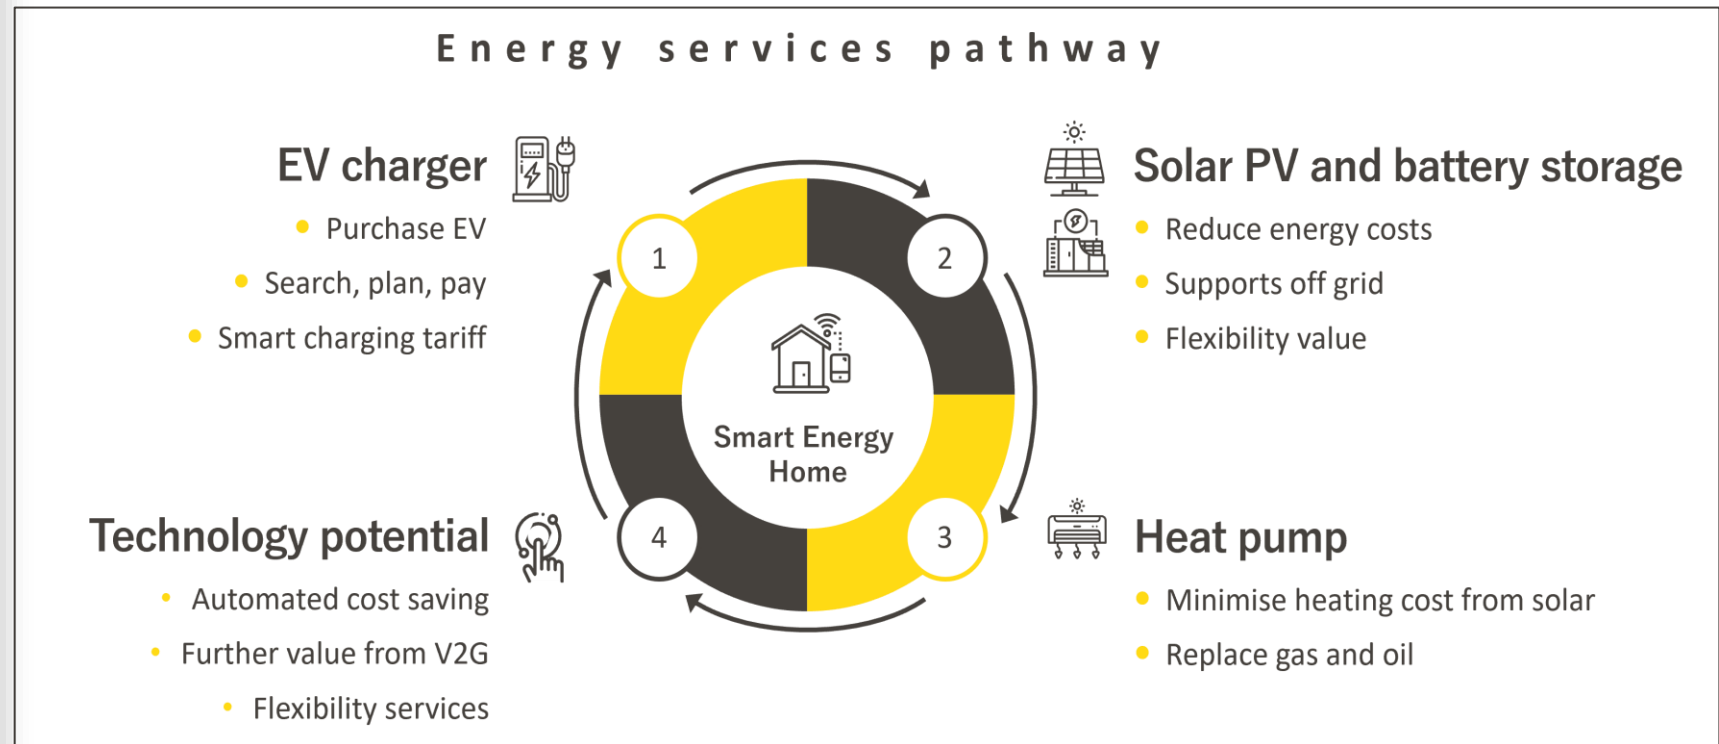 Energy services pathway
EV charger
Purchase EV
Search, plan, pay
Smart charging tariff
1
2
Solar PV and battery storage
Reduce energy costs
Supports off grid
Flexibility value
Smart Energy
Home
Technology potential
Automated cost saving
Further value from V2G
Flexibility services
4
3
Heat pump
Minimise heating cost from solar
Replace gas and oil